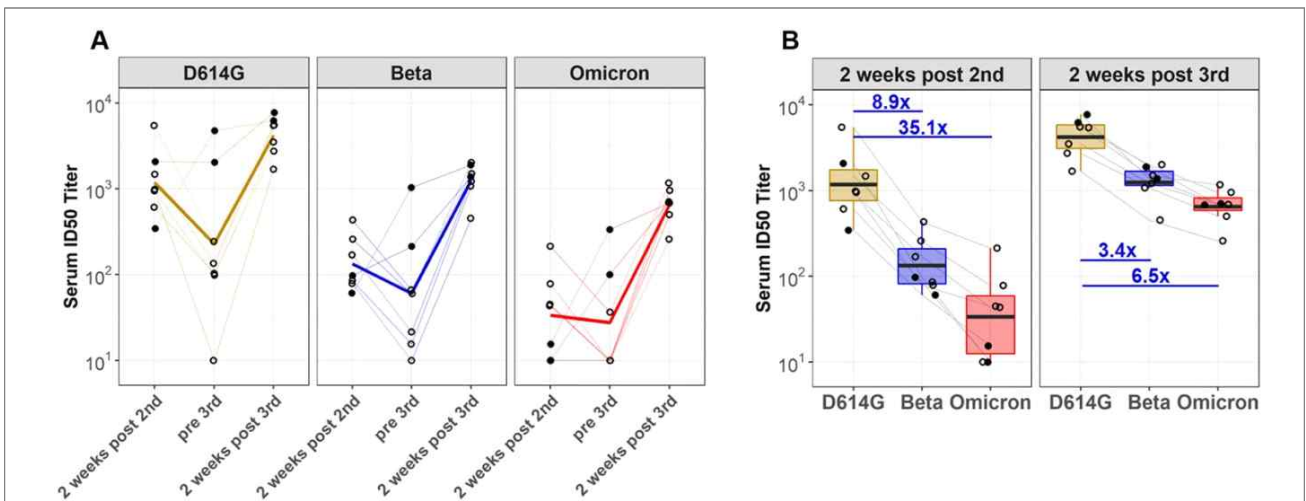 A
B
D614G
Beta
Omicron
2 weeks post 2nd
2 weeks post 3rd
Serum ID50 Titer
10⁴
10³
10²
10¹
2 weeks post 2nd
pre 3rd
2 weeks post 3rd
2 weeks post 2nd
pre 3rd
2 weeks post 3rd
2 weeks post 2nd
pre 3rd
2 weeks post 3rd
Serum ID50 Titer
10⁴
10³
10²
10¹
8.9x
35.1x
3.4x
6.5x
D614G Beta Omicron
D614G Beta Omicron